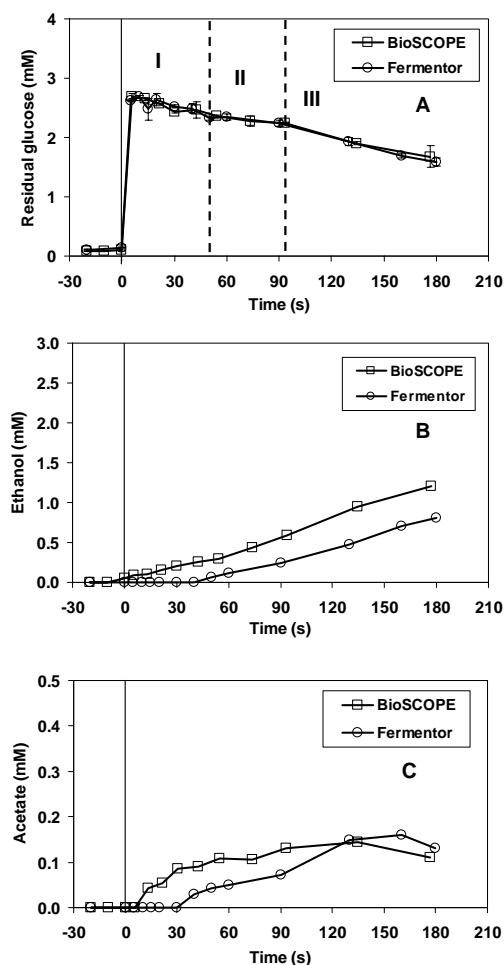 4
3
2
1
0
Residual glucose (mM)
I
II
III
BioSCOPE
Fermentor
A
-30 0 30 60 90 120 150 180 210
Time (s)
3.0
2.5
2.0
1.5
1.0
0.5
0.0
Ethanol (mM)
BioSCOPE
Fermentor
B
-30 0 30 60 90 120 150 180 210
Time (s)
0.5
0.4
0.3
0.2
0.1
0.0
Acetate (mM)
BioSCOPE
Fermentor
C
-30 0 30 60 90 120 150 180 210
Time (s)